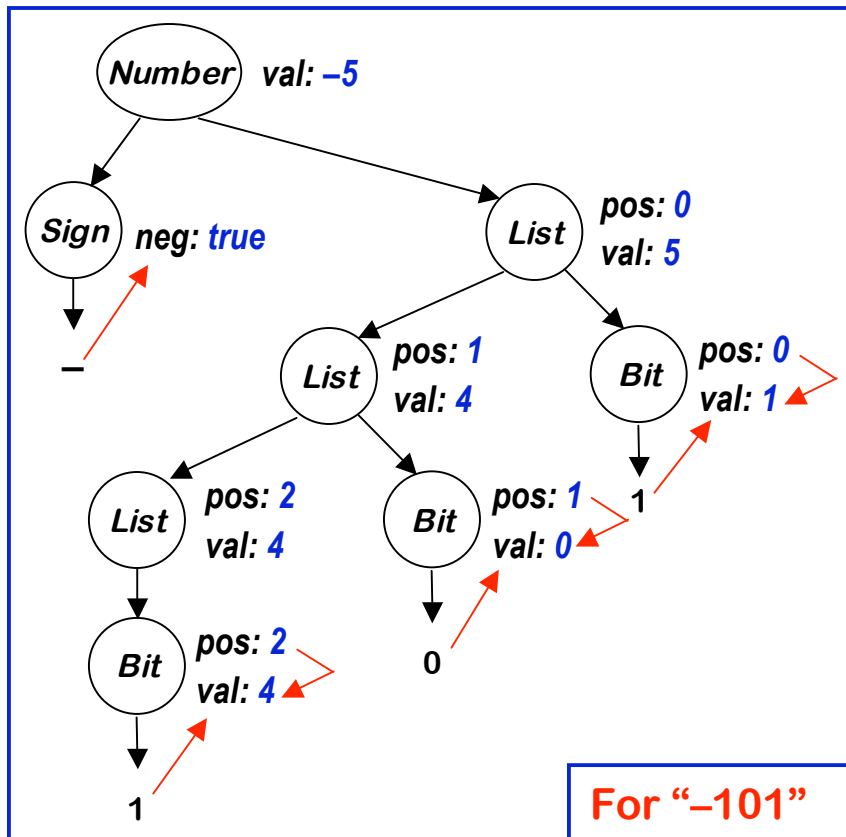 Number val: –5
Sign neg: true
List pos: 0
val: 5
–
List pos: 1
val: 4
Bit pos: 0
val: 1
List pos: 2
val: 4
Bit pos: 1
val: 0
1
Bit pos: 2
val: 4
0
1
For “–101”